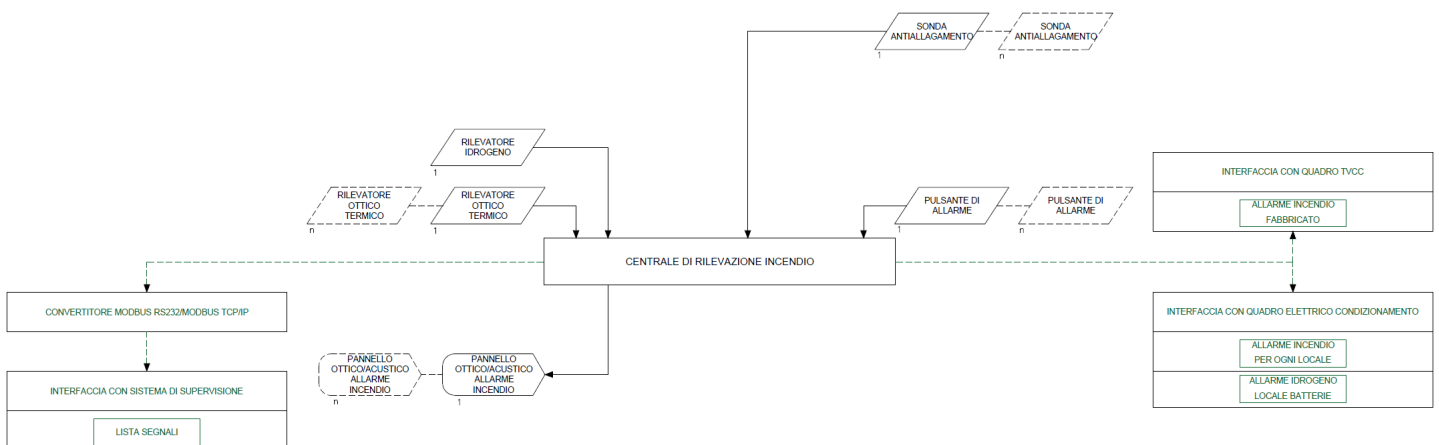 SONDA
ANTIALLAGAMENTO
1
SONDA
ANTIALLAGAMENTO
n
RILEVATORE
IDROGENO
1
RILEVATORE
OTTICO
TERMICO
n
RILEVATORE
OTTICO
TERMICO
1
PULSANTE DI
ALLARME
1
PULSANTE DI
ALLARME
n
INTERFACCIA CON QUADRO TVCC
ALLARME INCENDIO
FABBRICATO
CENTRALE DI RILEVAZIONE INCENDIO
CONVERTITORE MODBUS RS232/MODBUS TCP/IP
INTERFACCIA CON QUADRO ELETTRICO CONDIZIONAMENTO
ALLARME INCENDIO
PER OGNI LOCALE
ALLARME IDROGENO
LOCALE BATTERIE
PANNELLO
OTTICO/ACUSTICO
ALLARME
INCENDIO
n
PANNELLO
OTTICO/ACUSTICO
ALLARME
INCENDIO
1
INTERFACCIA CON SISTEMA DI SUPERVISIONE
LISTA SEGNALI